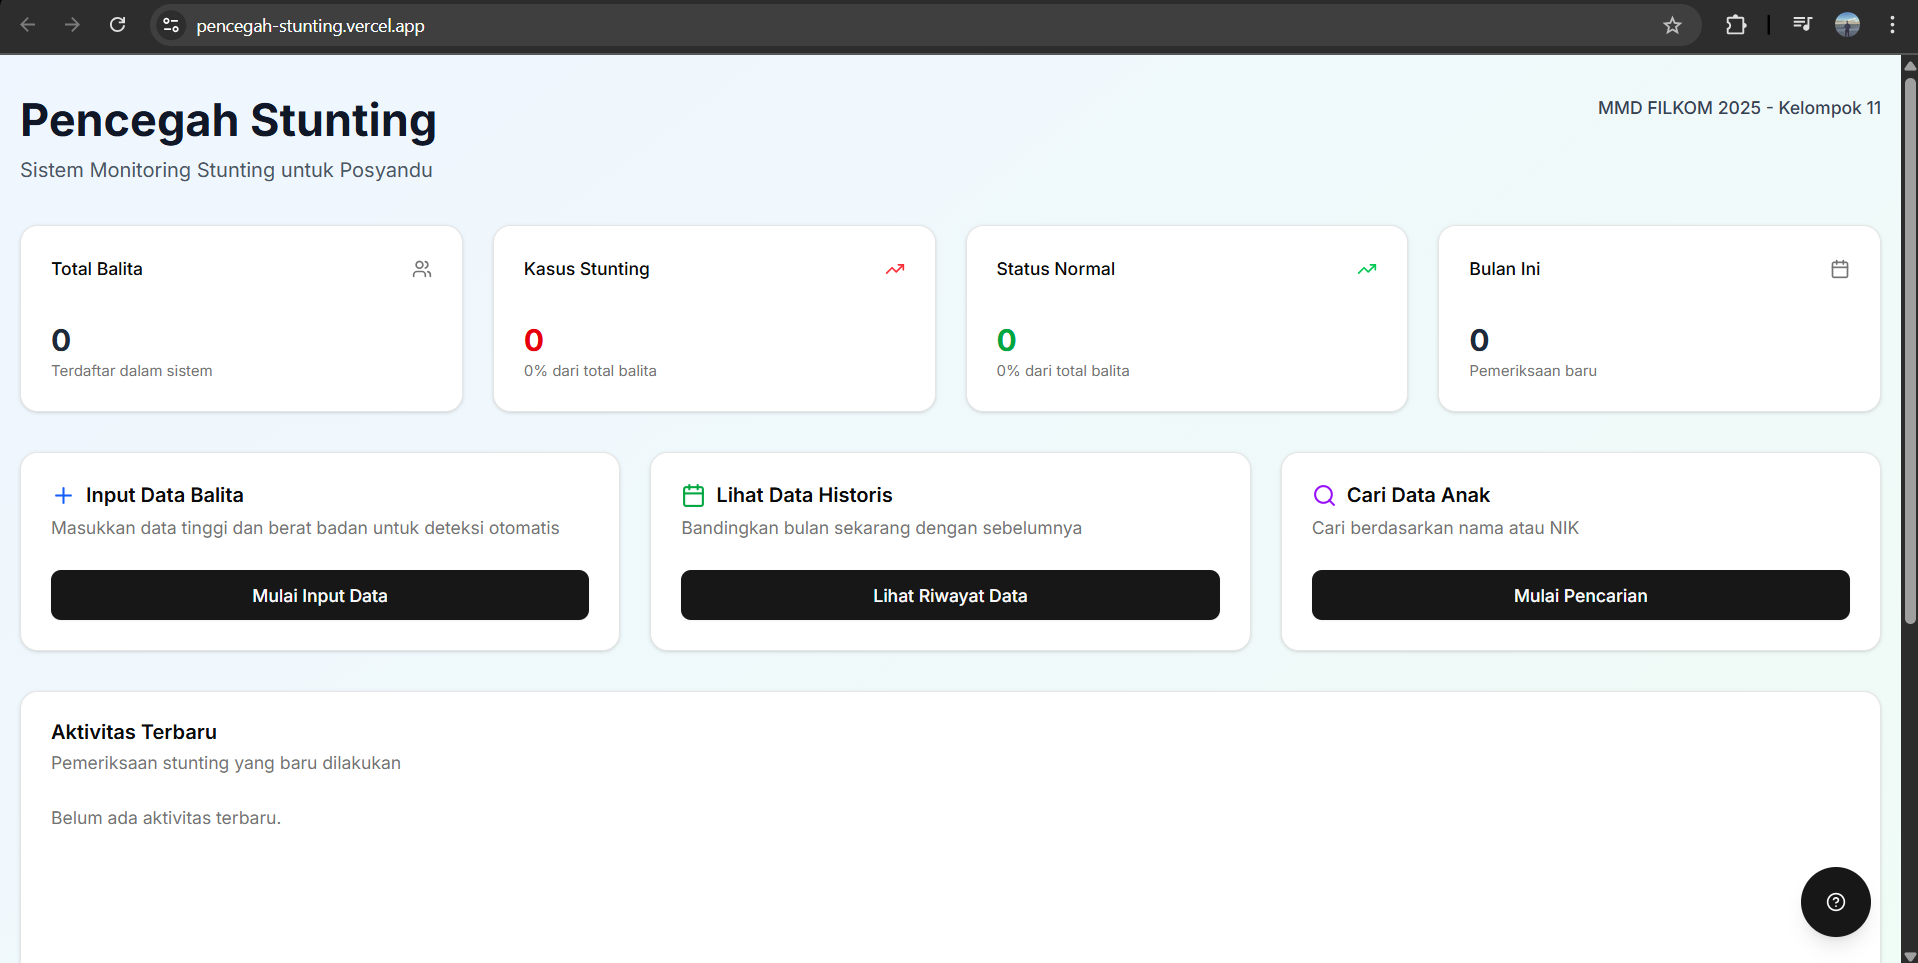 pencegah-stunting.vercel.app
Pencegah Stunting
MMD FILKOM 2025 - Kelompok 11
Sistem Monitoring Stunting untuk Posyandu
Total Balita
0
Terdaftar dalam sistem
Kasus Stunting
0
0% dari total balita
Status Normal
0
0% dari total balita
Bulan Ini
0
Pemeriksaan baru
Input Data Balita
Masukkan data tinggi dan berat badan untuk deteksi otomatis
Mulai Input Data
Lihat Data Historis
Bandingkan bulan sekarang dengan sebelumnya
Lihat Riwayat Data
Cari Data Anak
Cari berdasarkan nama atau NIK
Mulai Pencarian
Aktivitas Terbaru
Pemeriksaan stunting yang baru dilakukan
Belum ada aktivitas terbaru.